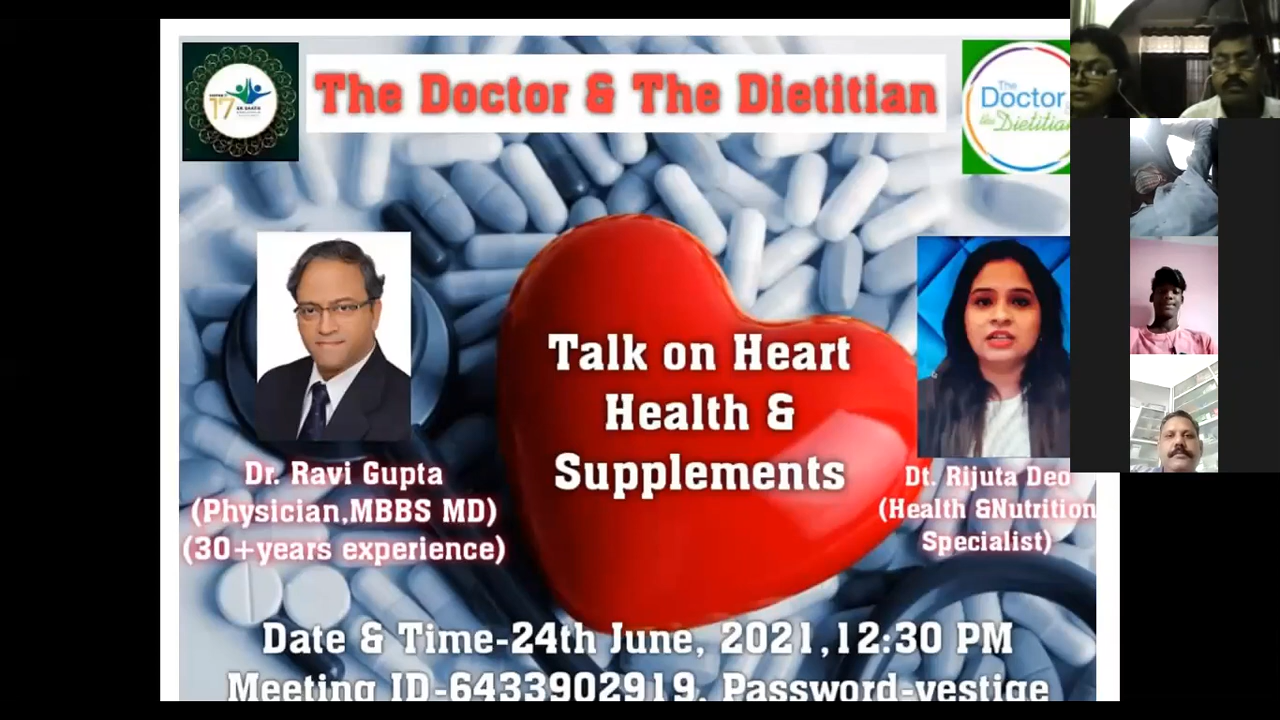 The Doctor & The Dietitian
The
Doctor
the Dietitian
Talk on Heart
Health &
Supplements
Dr. Ravi Gupta
(Physician,MBBS MD)
(30+years experience)
Dt. Rijuta Deo
(Health &Nutrition
Specialist)
Date & Time-24th June, 2021,12:30 PM
Meeting ID-6433902919, Password-vestige